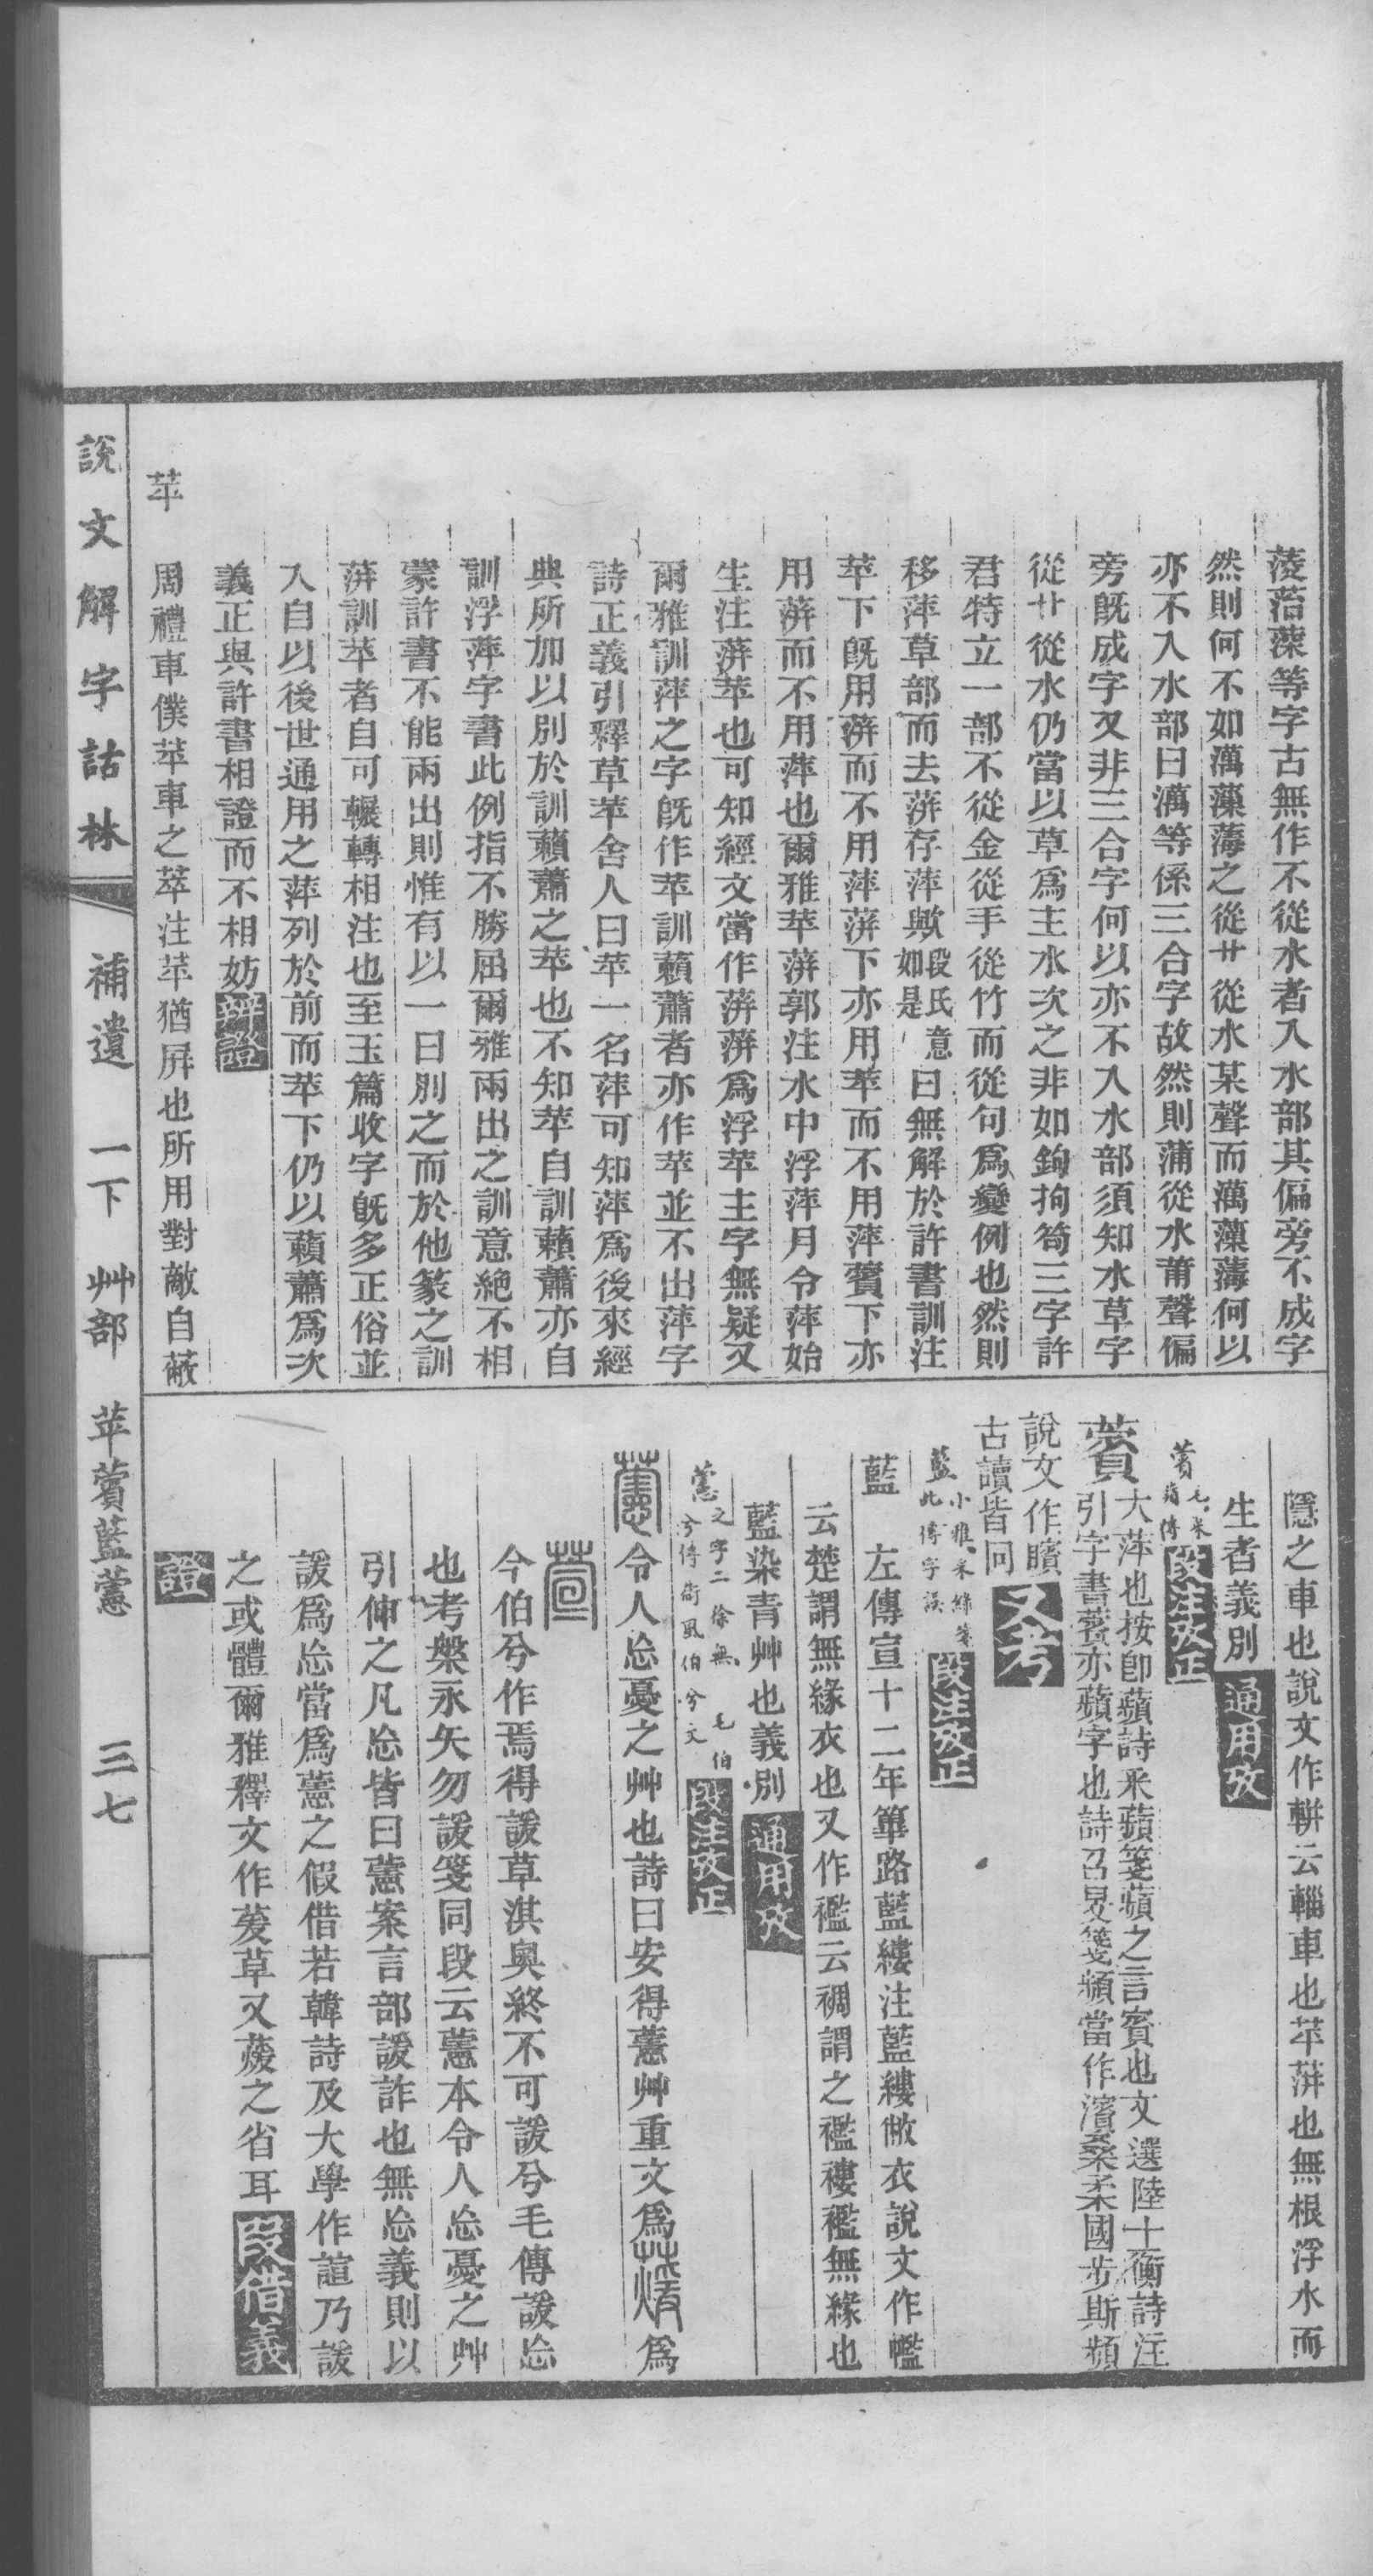 菱萡薻等字古無作不從水者入水部其偏旁不成字
然則何不如澫薻薄之從艹從水某聲而澫薻薄何以
亦不入水部曰澫等係三合字故然則蒲從水莆聲偏
旁旣成字又非三合字何以亦不入水部須知水草字
從艹從水仍當以草爲主水次之非如鉤拘笱三字許
君特立一部不從金從手從竹而從句爲變例也然則
移萍草部而去蓱存萍歟段氏意如是曰無解於許書訓注
苹下旣用蓱而不用萍蓱下亦用苹而不用萍薲下亦
用蓱而不用萍也爾雅苹蓱郭注水中浮萍月令萍始
生注蓱苹也可知經文當作蓱蓱爲浮苹主字無疑又
爾雅訓萍之字旣作苹訓藾蕭者亦作苹並不出萍字
詩正義引釋草苹舍人曰苹一名萍可知萍爲後來經
典所加以別於訓藾蕭之苹也不知苹自訓藾蕭亦自
訓浮萍字書此例指不勝屈爾雅兩出之訓意絶不相
蒙許書不能兩出則惟有以一曰別之而於他篆之訓
蓱訓苹者自可輾轉相注也至玉篇收字旣多正俗並
入自以後世通用之萍列於前而苹下仍以藾蕭爲次
義正與許書相證而不相妨辨證
苹 周禮車僕苹車之萃注苹猶屏也所用對敵自蔽
隱之車也說文作輧云輜車也苹蓱也無根浮水而
生者義別通用攷
薲毛采蘋傳段注攷正
薲大萍也按卽蘋詩采蘋箋蘋之言賓也文選陸士衡詩注
引字書薲亦蘋字也詩召旻箋頻當作濱桑柔國步斯頻
說文作矉
古讀皆同又考
藍小雅采綠箋此傳字誤段注攷正
藍 左傳宣十二年篳路藍縷注藍縷敝衣說文作㡮
云楚謂無緣衣也又作襤云裯謂之襤褸襤無緣也
藍染青艸也義別通用攷
藼之字二徐無毛伯兮傳衛風伯兮文段注攷正
藼令人忘憂之艸也詩曰安得藼艸重文爲蕿爲
萱
今伯兮作焉得諼草淇奧終不可諼兮毛傳諼忘
也考槃永矢勿諼箋同段云藼本令人忘憂之艸
引伸之凡忘皆曰藼案言部諼詐也無忘義則以
諼爲忘當爲藼之假借若韓詩及大學作諠乃諼
之或體爾雅釋文作萲草又蕿之省耳段借義
證
說文解字詁林 補遺 一下 艸部 苹薲藍藼 三七